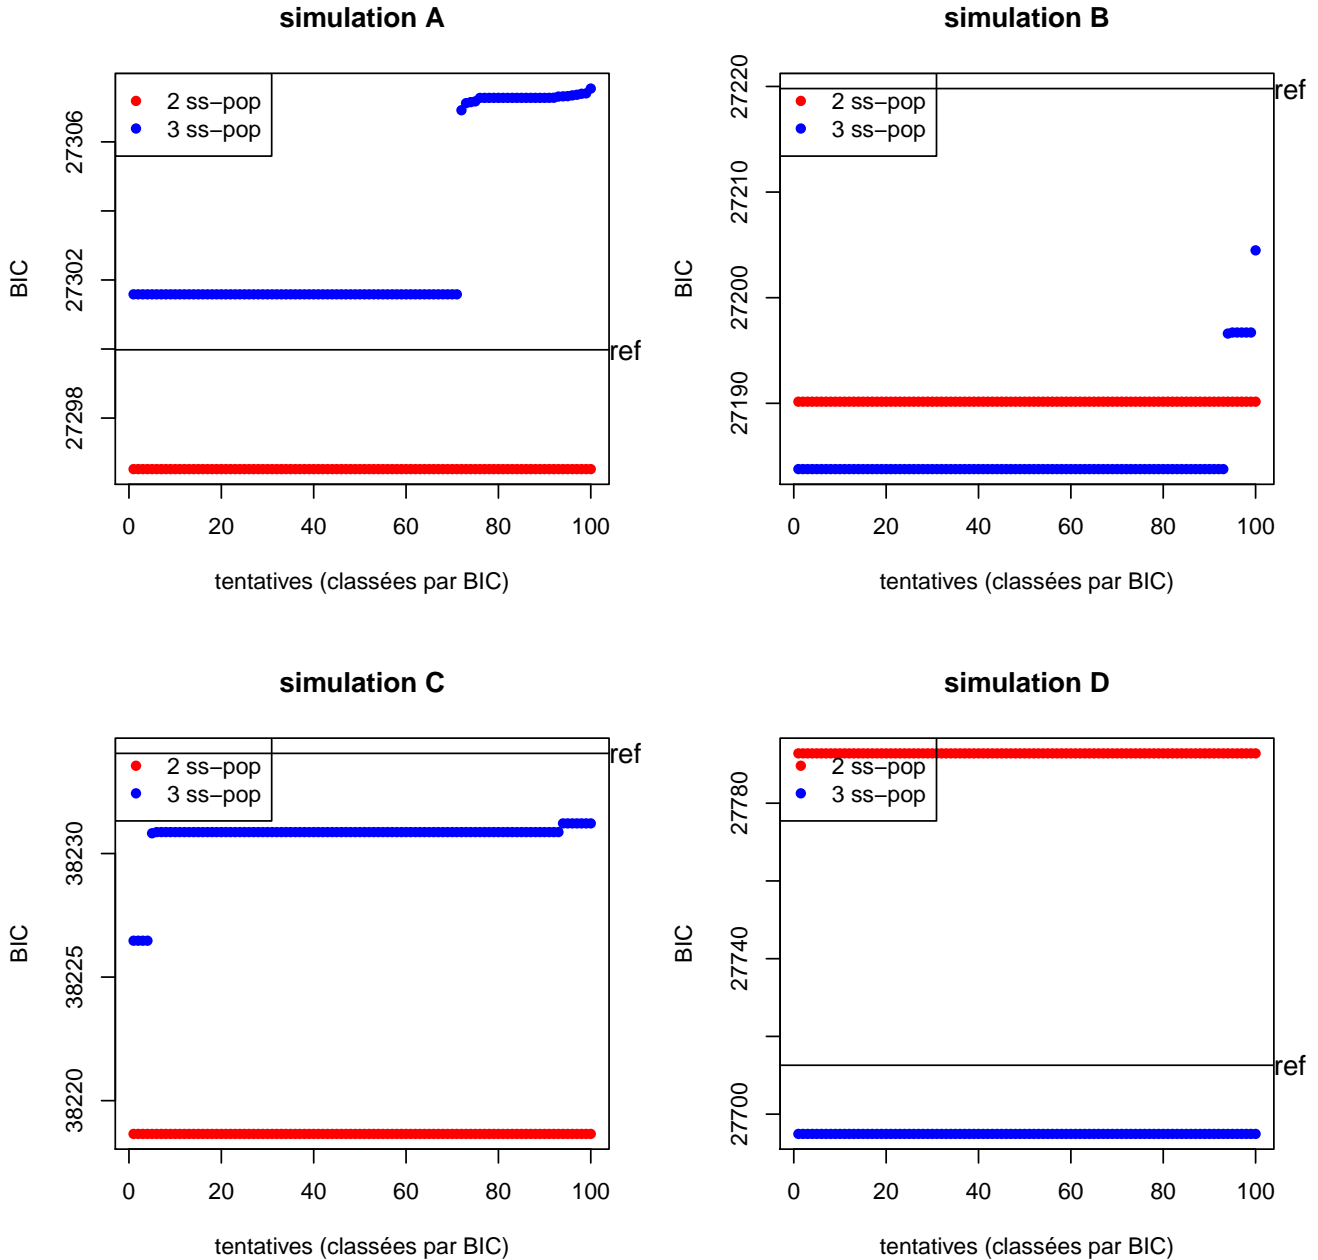 simulation A
2 ss−pop
3 ss−pop
ref
BIC
27298
27302
27306
0 20 40 60 80 100
tentatives (classées par BIC)
simulation B
2 ss−pop
3 ss−pop
ref
BIC
27190
27200
27210
27220
0 20 40 60 80 100
tentatives (classées par BIC)
simulation C
2 ss−pop
3 ss−pop
ref
BIC
38220
38225
38230
0 20 40 60 80 100
tentatives (classées par BIC)
simulation D
2 ss−pop
3 ss−pop
ref
BIC
27700
27740
27780
0 20 40 60 80 100
tentatives (classées par BIC)